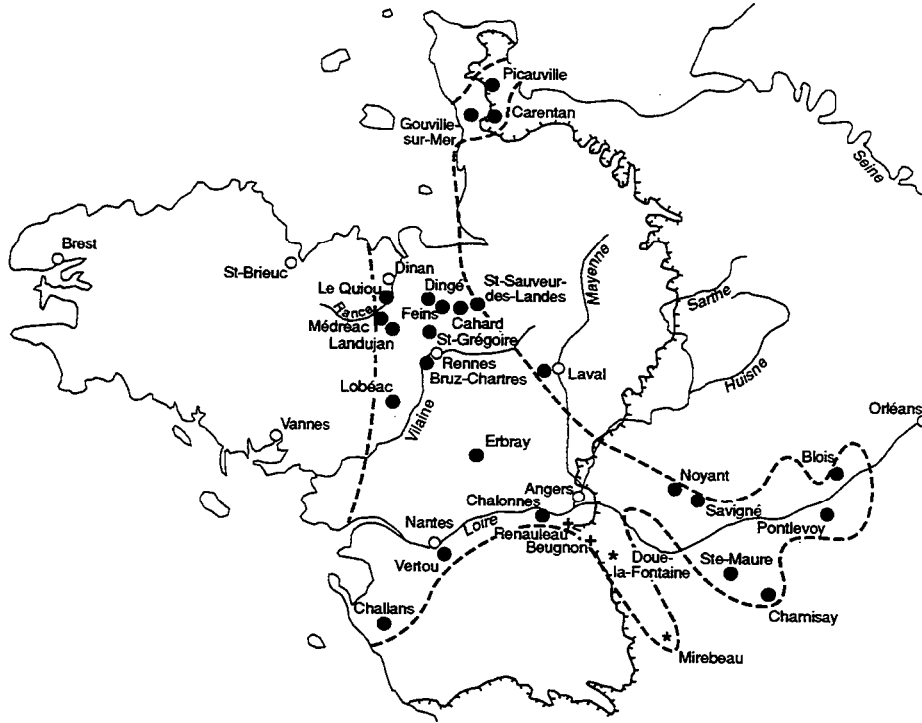 Picauville
Carentan
Gouville-
sur-Mer
Seine
Brest
St-Brieuc
Dinan
Le Quiou
Rance
Dingé
St-Sauveur-
des-Landes
Mayenne
Sarthe
Feins
Cahard
Médréac
Landujan
St-Grégoire
Rennes
Bruz-Chartres
Laval
Huisne
Lobéac
Vilaine
Vannes
Orléans
Erbray
Blois
Noyant
Savigné
Angers
Chalonnes
Pontlevoy
Nantes
Loire
Renauleau
Beugnon
Doué-
la-Fontaine
Ste-Maure
Vertou
Charnisay
Challans
Mirebeau